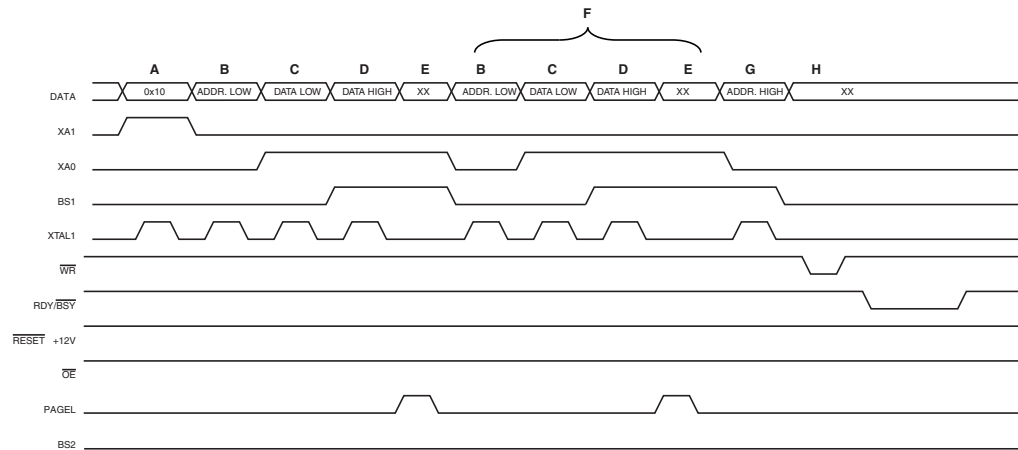 F
A B C D E B C D E G H
DATA 0x10 ADDR. LOW DATA LOW DATA HIGH XX ADDR. LOW DATA LOW DATA HIGH XX ADDR. HIGH XX
XA1
XA0
BS1
XTAL1
WR
RDY/BSY
RESET +12V
OE
PAGEL
BS2